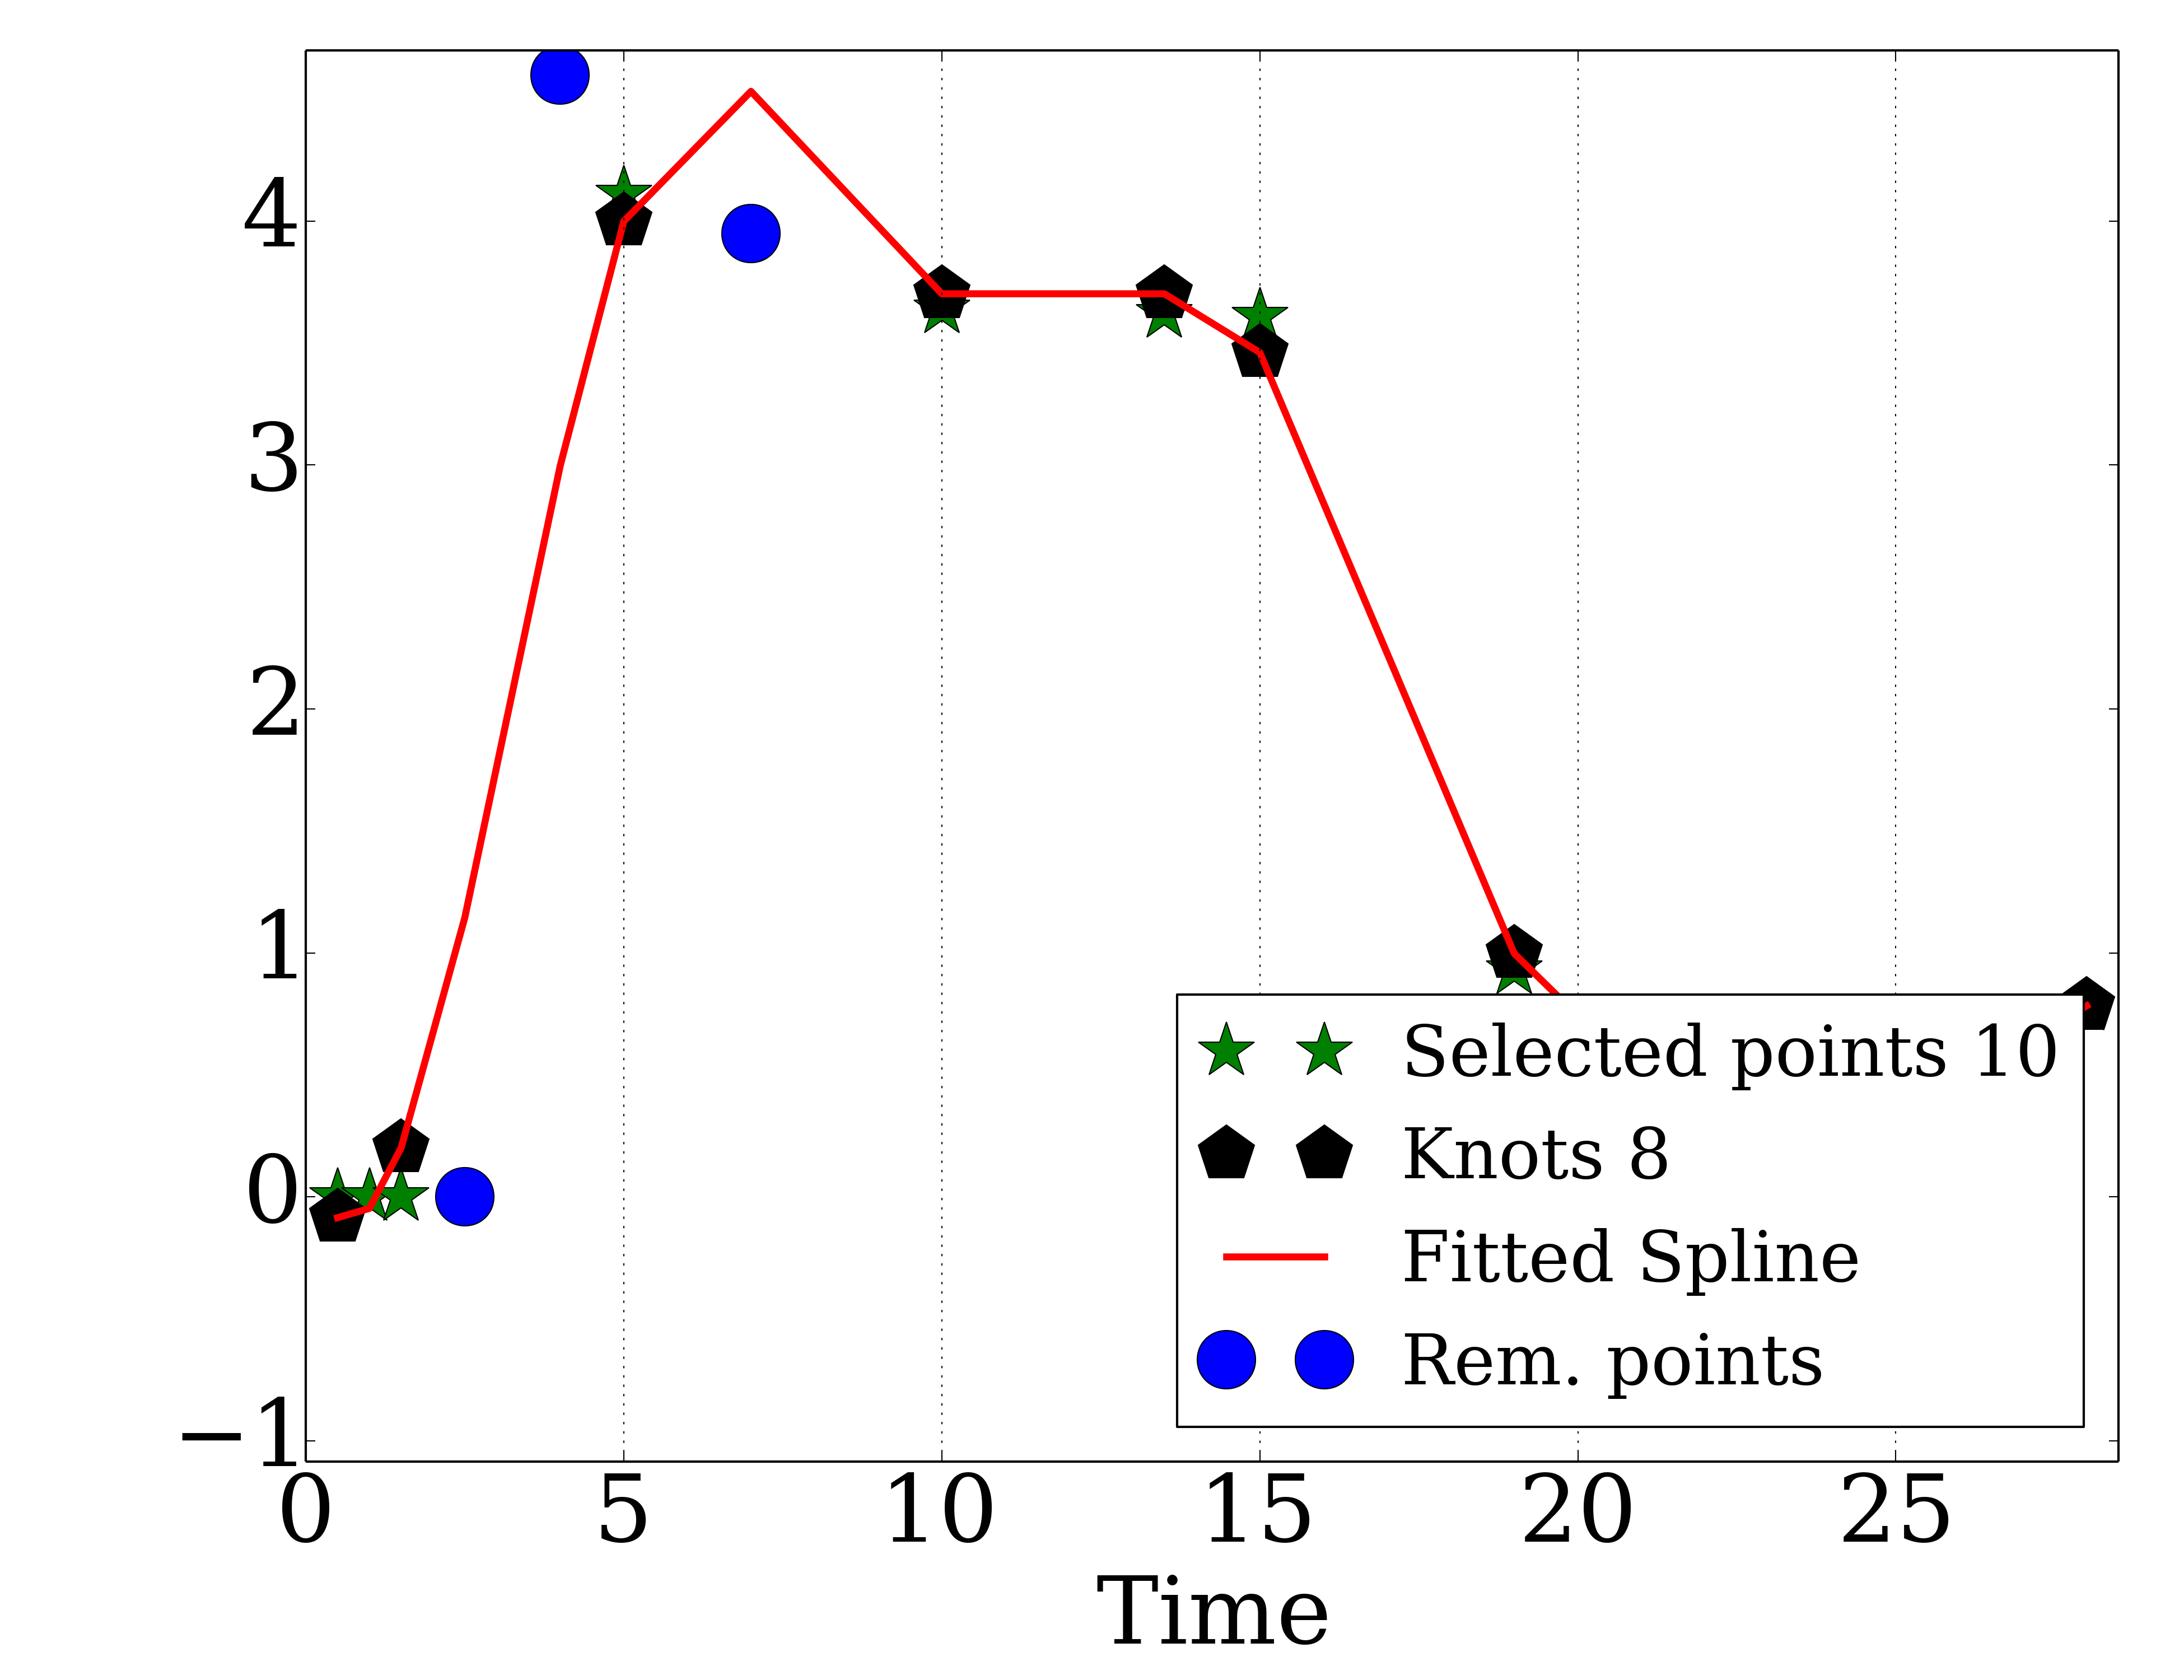 4
3
2
1
0
−1
Selected points 10
Knots 8
Fitted Spline
Rem. points
0 5 10 15 20 25
Time